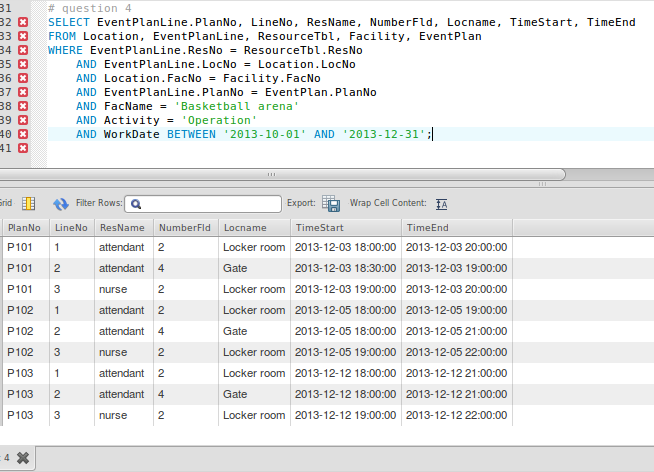 31 # question 4
32 SELECT EventPlanLine.PlanNo, LineNo, ResName, NumberFld, Locname, TimeStart, TimeEnd
33 FROM Location, EventPlanLine, ResourceTbl, Facility, EventPlan
34 WHERE EventPlanLine.ResNo = ResourceTbl.ResNo
35 AND EventPlanLine.LocNo = Location.LocNo
36 AND Location.FacNo = Facility.FacNo
37 AND EventPlanLine.PlanNo = EventPlan.PlanNo
38 AND FacName = 'Basketball arena'
39 AND Activity = 'Operation'
40 AND WorkDate BETWEEN '2013-10-01' AND '2013-12-31';
41
Grid Filter Rows: Export: Wrap Cell Content: IA
PlanNo LineNo ResName NumberFld Locname TimeStart TimeEnd
P101 1 attendant 2 Locker room 2013-12-03 18:00:00 2013-12-03 20:00:00
P101 2 attendant 4 Gate 2013-12-03 18:30:00 2013-12-03 19:00:00
P101 3 nurse 2 Locker room 2013-12-03 19:00:00 2013-12-03 20:00:00
P102 1 attendant 2 Locker room 2013-12-05 18:00:00 2013-12-05 19:00:00
P102 2 attendant 4 Gate 2013-12-05 18:00:00 2013-12-05 21:00:00
P102 3 nurse 2 Locker room 2013-12-05 19:00:00 2013-12-05 22:00:00
P103 1 attendant 2 Locker room 2013-12-12 18:00:00 2013-12-12 21:00:00
P103 2 attendant 4 Gate 2013-12-12 18:00:00 2013-12-12 21:00:00
P103 3 nurse 2 Locker room 2013-12-12 19:00:00 2013-12-12 22:00:00
4